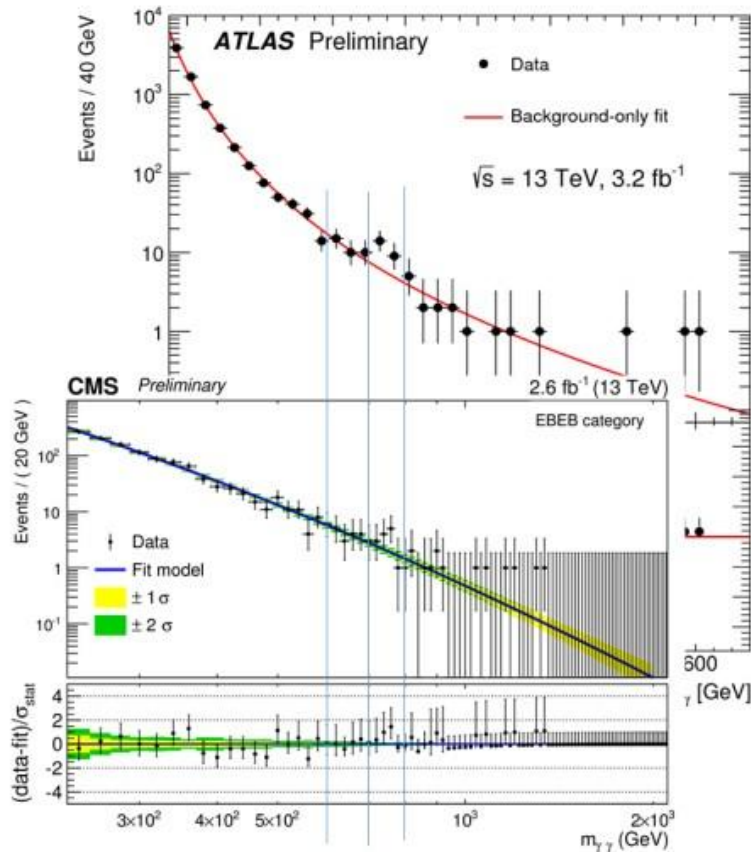 ATLAS Preliminary
Events / 40 GeV
10⁴
10³
10²
10
1
Data
Background-only fit
√s = 13 TeV, 3.2 fb⁻¹
CMS Preliminary
2.6 fb⁻¹ (13 TeV)
EBEB category
Events / ( 20 GeV )
10²
10
1
10⁻¹
Data
Fit model
± 1 σ
± 2 σ
600
γ [GeV]
(data-fit)/σstat
4
2
0
-2
-4
3×10²
4×10²
5×10²
10³
2×10³
mγγ (GeV)